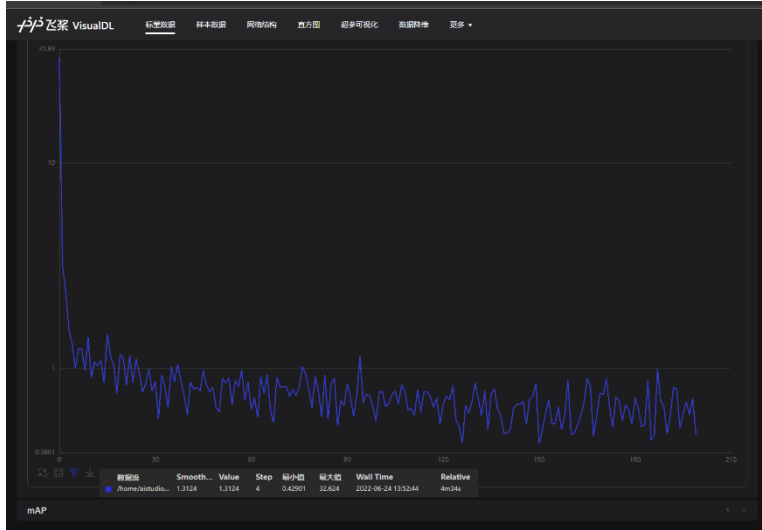 飞桨 VisualDL 标量数据 样本数据 网络结构 直方图 超参可视化 数据降维 更多
10
1
0 30 60 90 120 150 180 210
数据流 Smooth... Value Step 最小值 最大值 Wall Time Relative
/home/aistudio... 1.3124 1.3124 4 0.42901 32.624 2022-06-24 13:52:44 4m34s
mAP 1